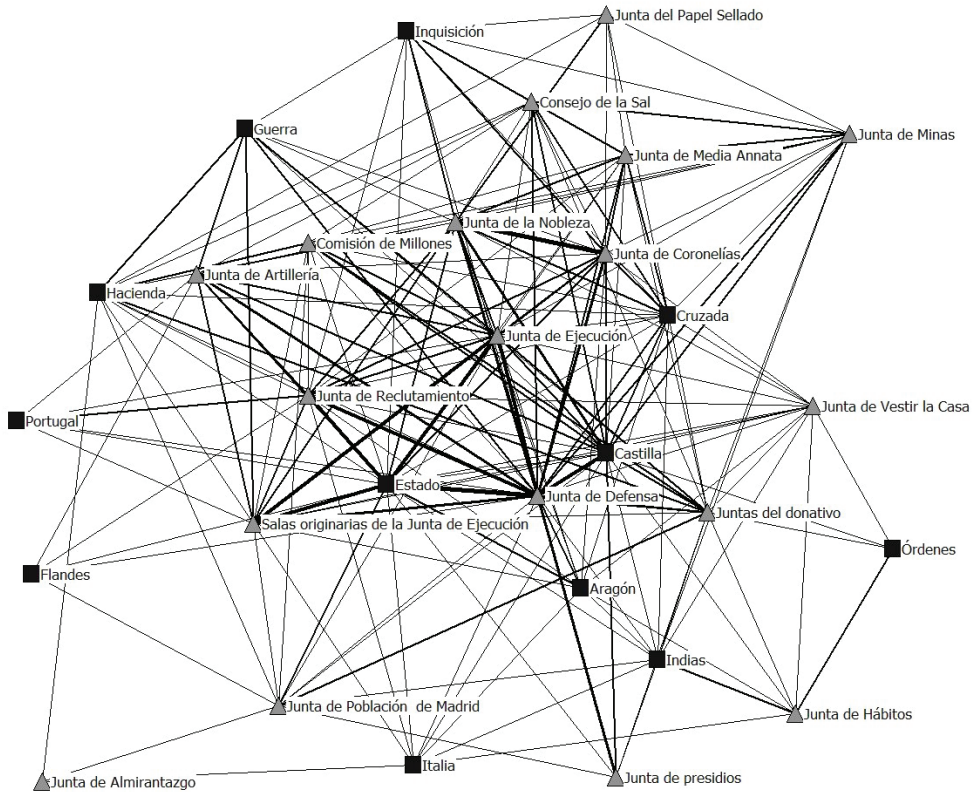 Junta del Papel Sellado
Inquisición
Consejo de la Sal
Guerra
Junta de Minas
Junta de Media Annata
Junta de la Nobleza
Comisión de Millones
Junta de Coronelías
Junta de Artillería
Hacienda
Cruzada
Junta de Ejecución
Junta de Reclutamiento
Junta de Vestir la Casa
Portugal
Castilla
Estado
Junta de Defensa
Juntas del donativo
Salas originarias de la Junta de Ejecución
Órdenes
Flandes
Aragón
Indias
Junta de Población de Madrid
Junta de Hábitos
Italia
Junta de presidios
Junta de Almirantazgo